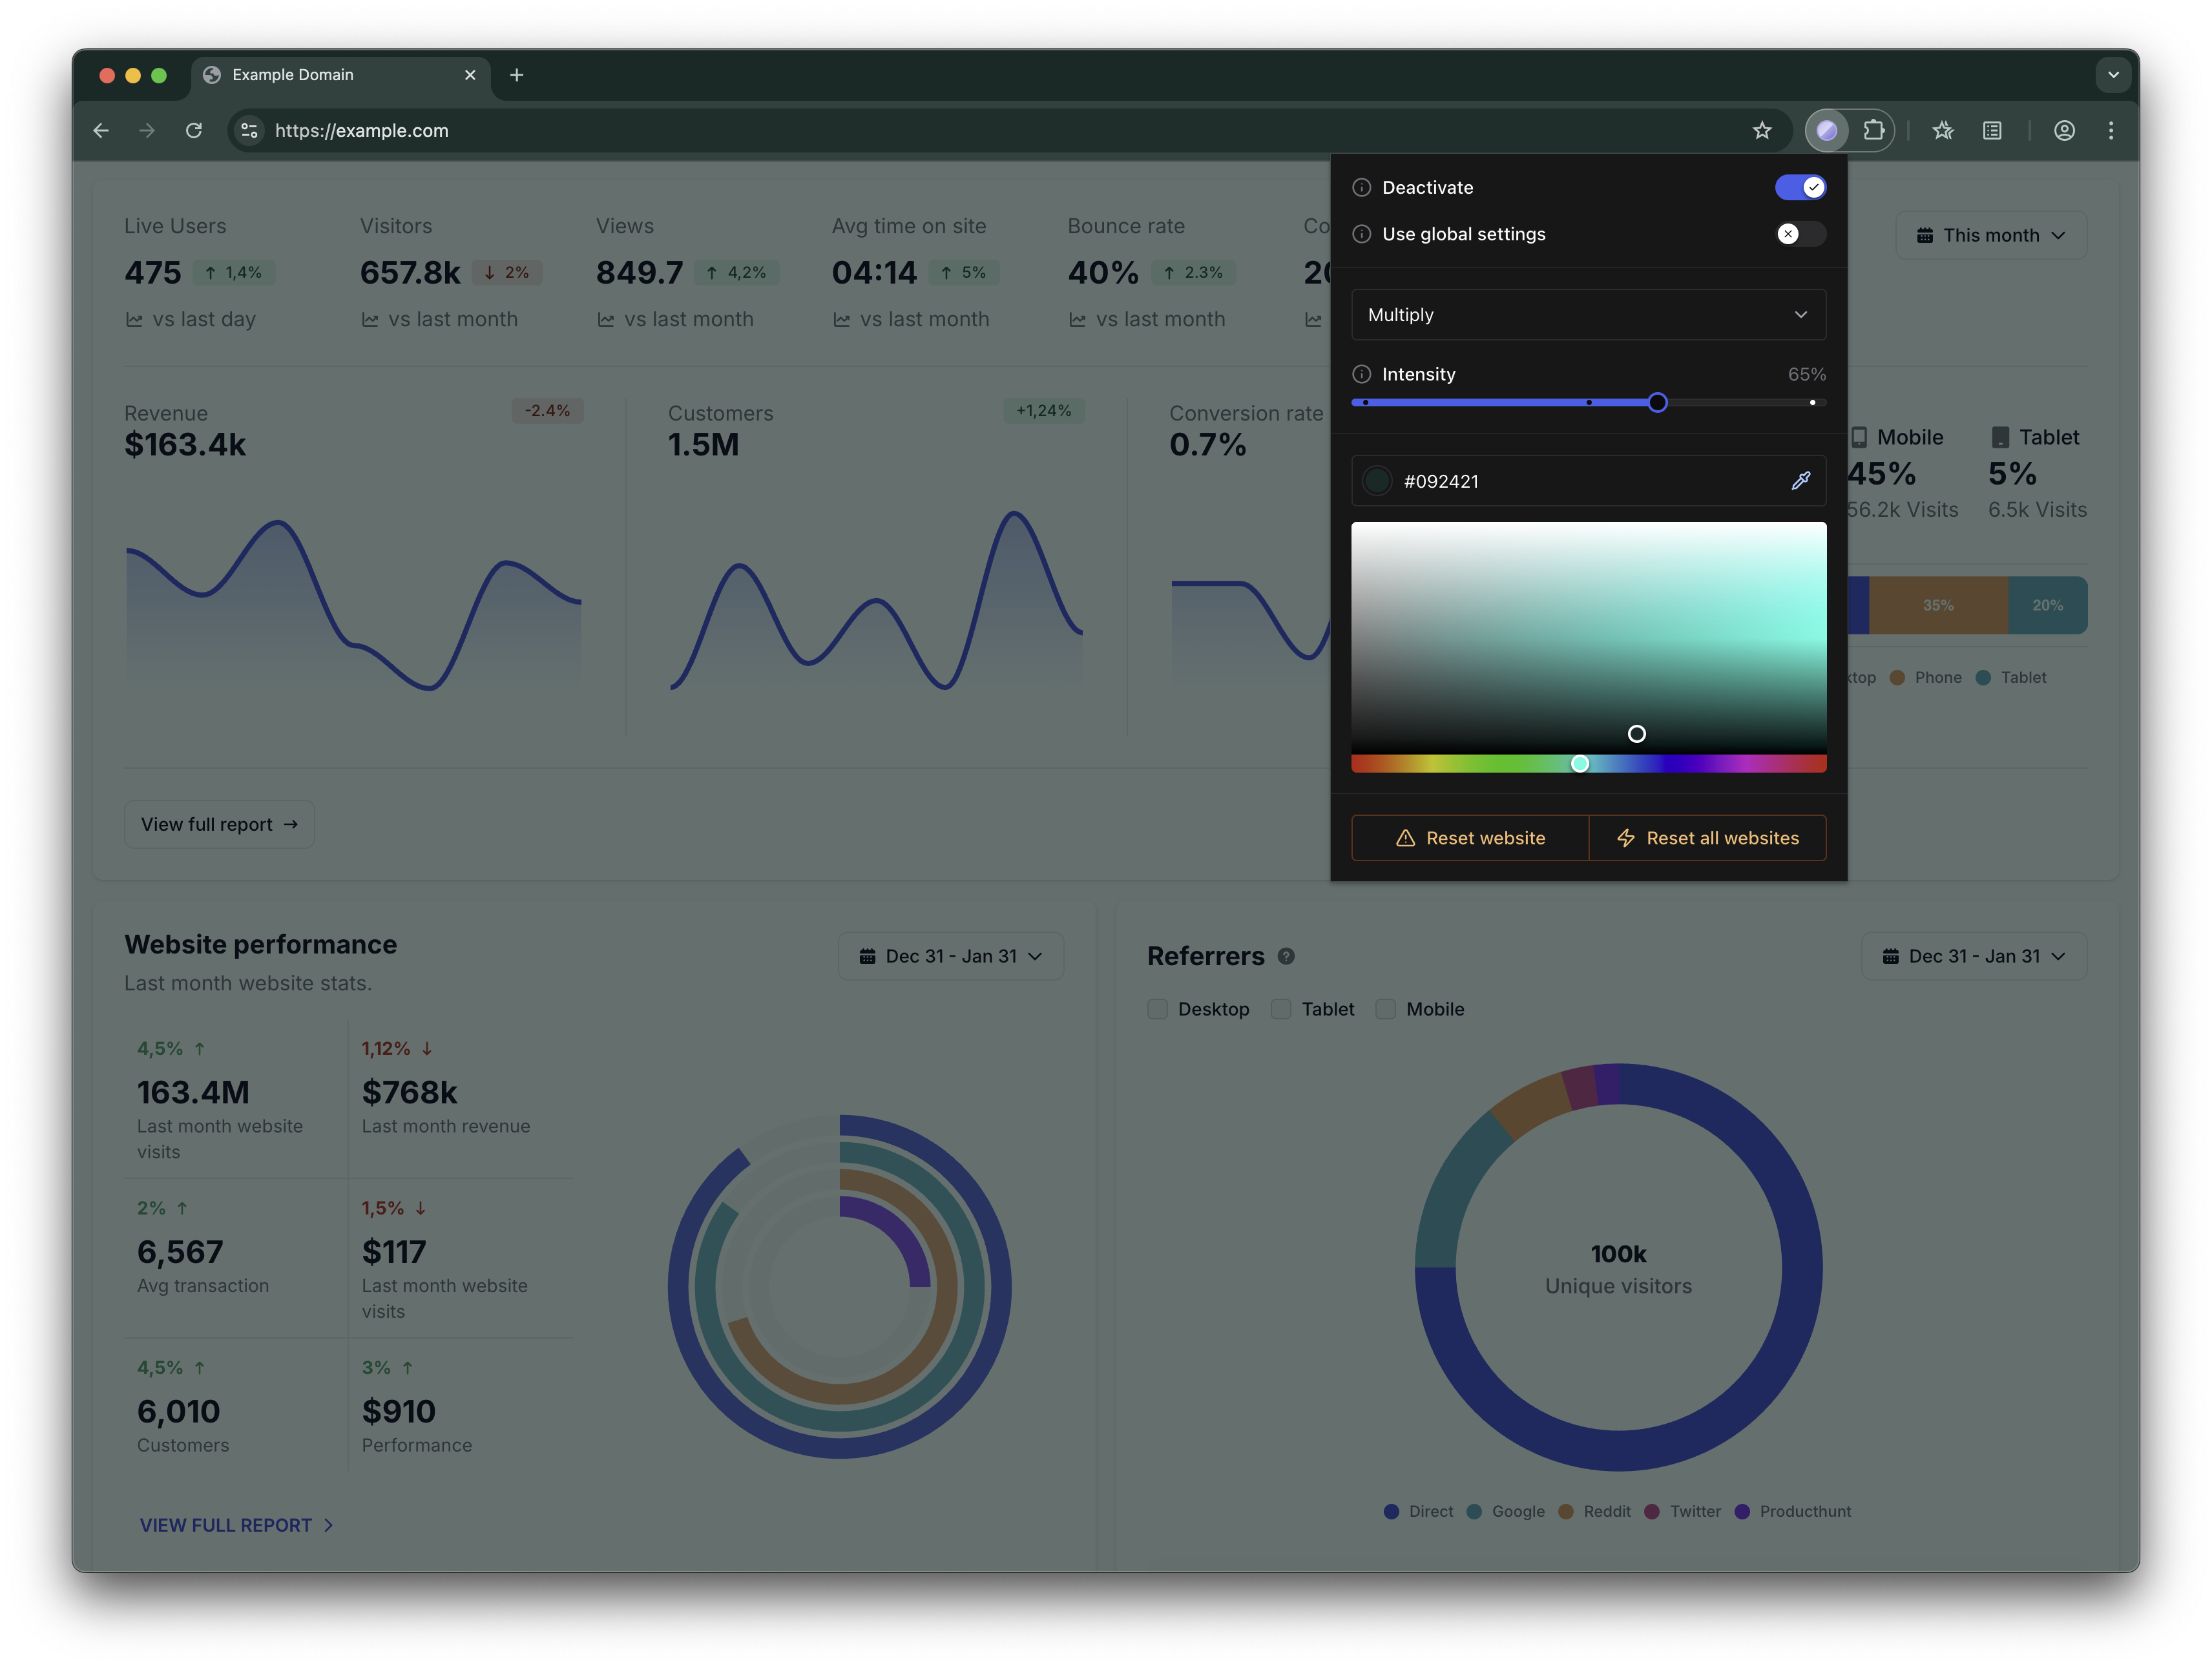 Example Domain
https://example.com
Deactivate
Use global settings
Multiply
Intensity 65%
#092421
Reset website Reset all websites
Live Users
475 1,4%
vs last day
Visitors
657.8k 2%
vs last month
Views
849.7 4,2%
vs last month
Avg time on site
04:14 5%
vs last month
Bounce rate
40% 2.3%
vs last month
This month
Revenue -2.4%
$163.4k
Customers +1,24%
1.5M
Conversion rate
0.7%
Mobile
45%
56.2k Visits
Tablet
5%
6.5k Visits
35% 20%
Phone Tablet
View full report
Website performance
Last month website stats.
Dec 31 - Jan 31
4,5%
163.4M
Last month website
visits
1,12%
$768k
Last month revenue
2%
6,567
Avg transaction
1,5%
$117
Last month website
visits
4,5%
6,010
Customers
3%
$910
Performance
VIEW FULL REPORT
Referrers
Dec 31 - Jan 31
Desktop Tablet Mobile
100k
Unique visitors
Direct Google Reddit Twitter Producthunt